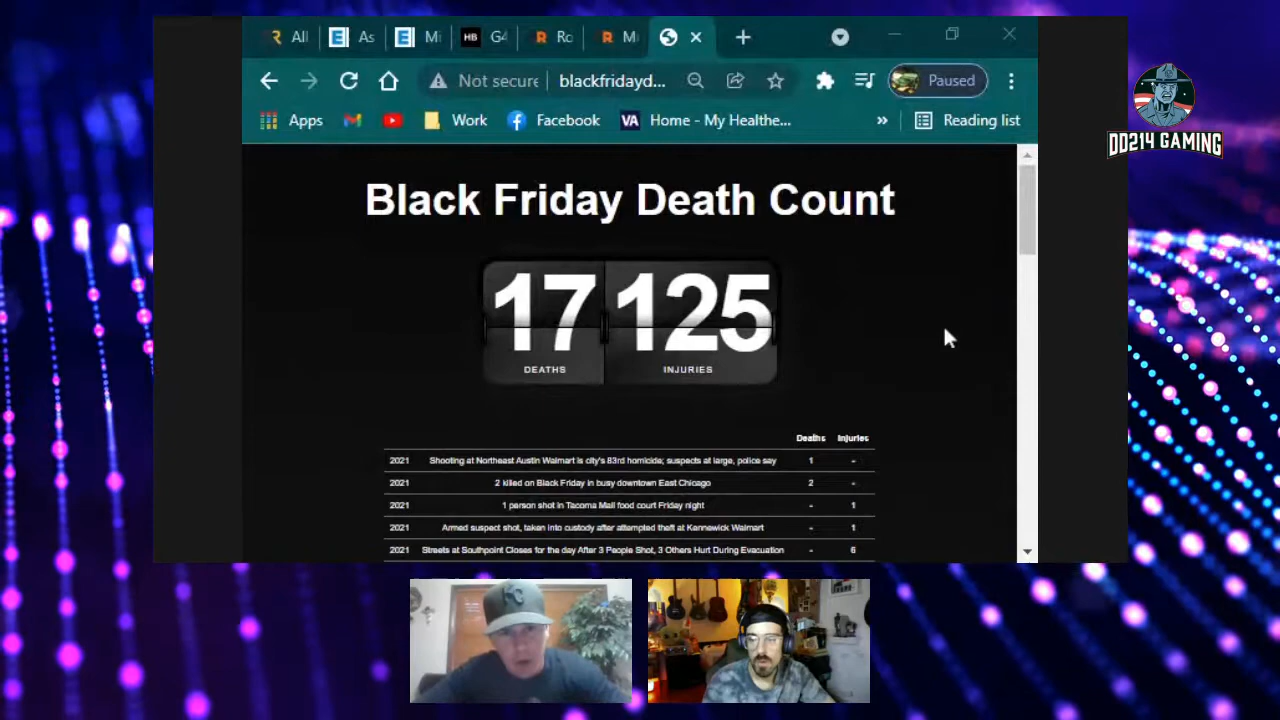 All
As
Mi
HB G4
Ro
M
Not secure
blackfridayd...
Paused
Apps
Work
Facebook
VA Home - My Healthe...
»
Reading list
DD214 GAMING
Black Friday Death Count
17 125
DEATHS INJURIES
Deaths Injuries
2021 Shooting at Northeast Austin Walmart is city's 83rd homicide; suspects at large, police say 1 -
2021 2 killed on Black Friday in busy downtown East Chicago 2 -
2021 1 person shot in Tacoma Mall food court Friday night - 1
2021 Armed suspect shot, taken into custody after attempted theft at Kennewick Walmart - 1
2021 Streets at Southpoint Closes for the day After 3 People Shot, 3 Others Hurt During Evacuation - 6